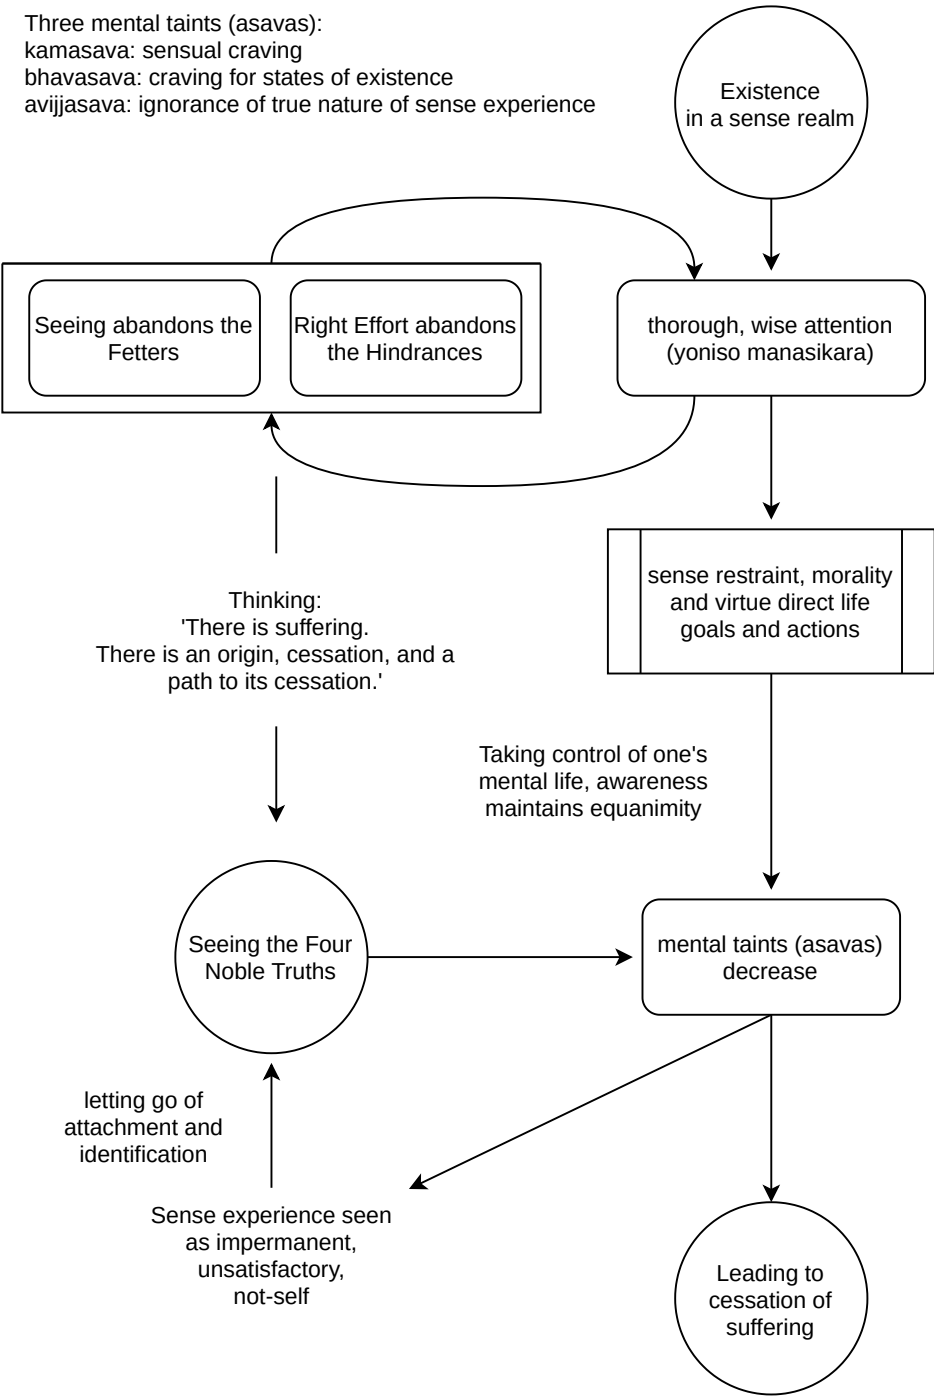 Three mental taints (asavas):
kamasava: sensual craving
bhavasava: craving for states of existence
avijjasava: ignorance of true nature of sense experience
Existence
in a sense realm
Seeing abandons the
Fetters
Right Effort abandons
the Hindrances
thorough, wise attention
(yoniso manasikara)
sense restraint, morality
and virtue direct life
goals and actions
Thinking:
'There is suffering.
There is an origin, cessation, and a
path to its cessation.'
Taking control of one's
mental life, awareness
maintains equanimity
Seeing the Four
Noble Truths
mental taints (asavas)
decrease
letting go of
attachment and
identification
Sense experience seen
as impermanent,
unsatisfactory,
not-self
Leading to
cessation of
suffering